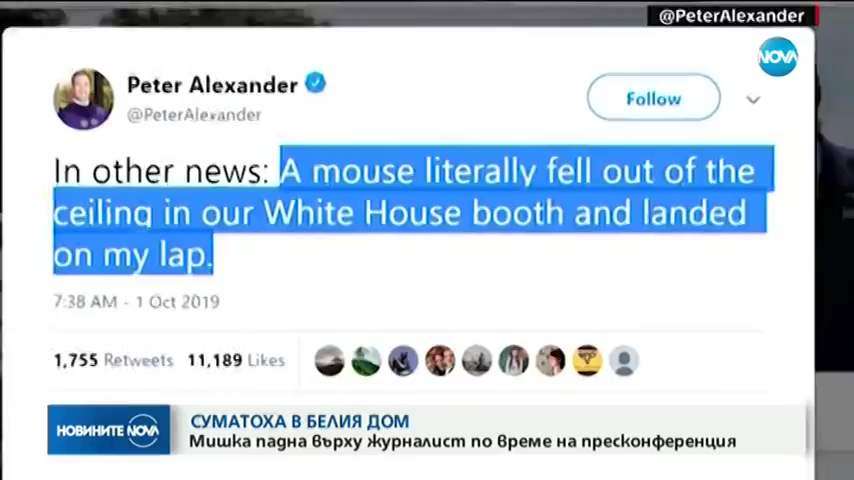 @PeterAlexander
NOVA
Peter Alexander
@PeterAlexander
Follow
In other news: A mouse literally fell out of the
ceiling in our White House booth and landed
on my lap.
7:38 AM - 1 Oct 2019
1,755 Retweets 11,189 Likes
НОВИНИТЕ NOVA
СУМАТОХА В БЕЛИЯ ДОМ
Мишка падна върху журналист по време на пресконференция